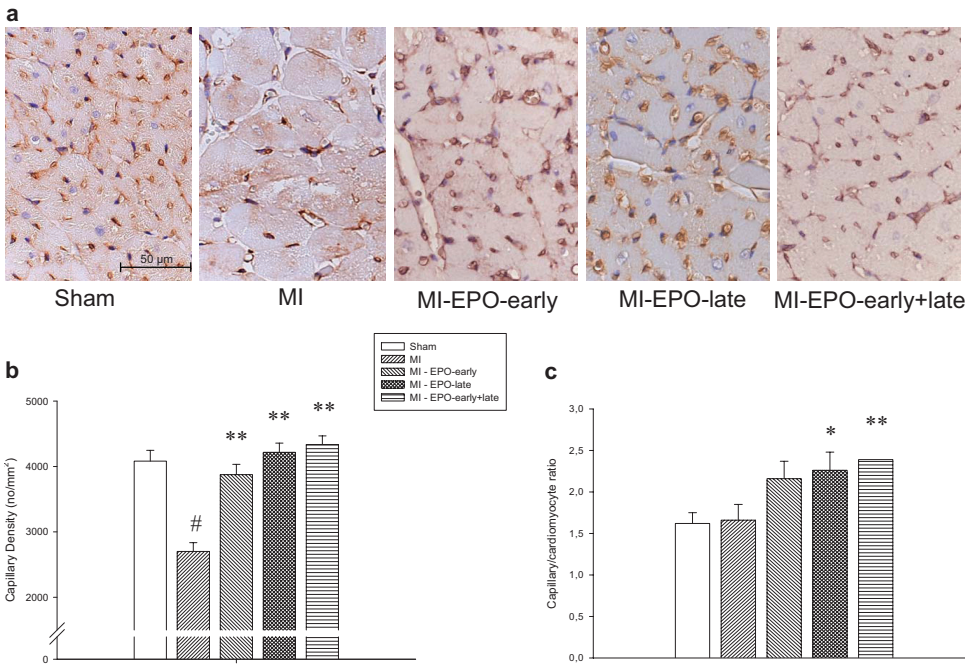 a
50 µm
Sham MI MI-EPO-early MI-EPO-late MI-EPO-early+late
Sham
MI
MI - EPO-early
MI - EPO-late
MI - EPO-early+late
b
Capillary Density (no/mm²)
5000
4000
3000
2000
0
#
**
**
**
c
Capillary/cardiomyocyte ratio
3,0
2,5
2,0
1,5
1,0
0,5
0,0
*
**